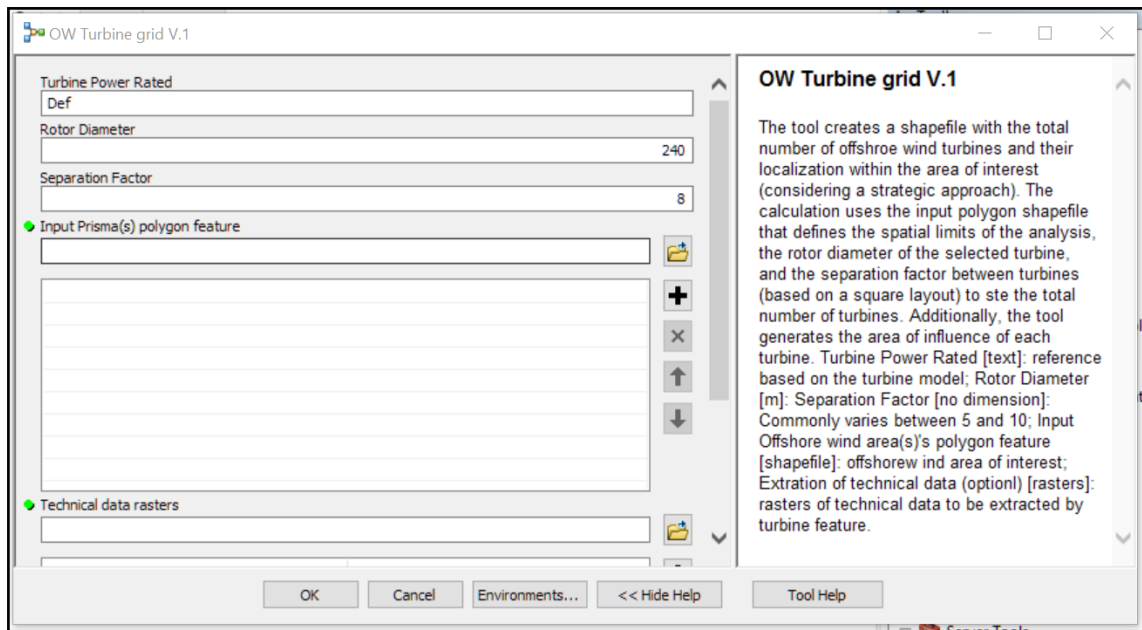 OW Turbine grid V.1
Turbine Power Rated
Def
Rotor Diameter
240
Separation Factor
8
Input Prisma(s) polygon feature
Technical data rasters
OK
Cancel
Environments...
<< Hide Help
Tool Help
OW Turbine grid V.1
The tool creates a shapefile with the total
number of offshroe wind turbines and their
localization within the area of interest
(considering a strategic approach). The
calculation uses the input polygon shapefile
that defines the spatial limits of the analysis,
the rotor diameter of the selected turbine,
and the separation factor between turbines
(based on a square layout) to ste the total
number of turbines. Additionally, the tool
generates the area of influence of each
turbine. Turbine Power Rated [text]: reference
based on the turbine model; Rotor Diameter
[m]: Separation Factor [no dimension]:
Commonly varies between 5 and 10; Input
Offshore wind area(s)'s polygon feature
[shapefile]: offshorew ind area of interest;
Extration of technical data (optionl) [rasters]:
rasters of technical data to be extracted by
turbine feature.